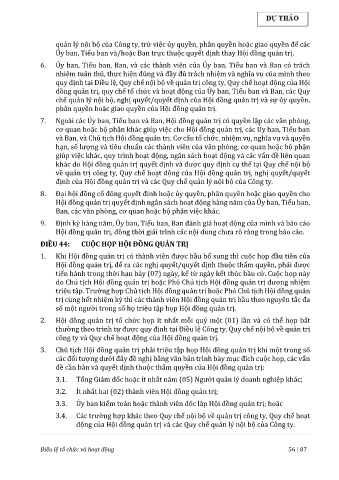 DỰ THẢO
quản lý nội bộ của Công ty, trừ việc ủy quyền, phân quyền hoặc giao quyền để các
Ủy ban, Tiểu ban và/hoặc Ban trực thuộc quyết định thay Hội đồng quản trị.
6. Ủy ban, Tiểu ban, Ban, và các thành viên của Ủy ban, Tiểu ban và Ban có trách
nhiệm tuân thủ, thực hiện đúng và đầy đủ trách nhiệm và nghĩa vụ của mình theo
quy định tại Điều lệ, Quy chế nội bộ về quản trị công ty, Quy chế hoạt động của Hội
đồng quản trị, quy chế tổ chức và hoạt động của Ủy ban, Tiểu ban và Ban, các Quy
chế quản lý nội bộ, nghị quyết/quyết định của Hội đồng quản trị và sự ủy quyền,
phân quyền hoặc giao quyền của Hội đồng quản trị.
7. Ngoài các Ủy ban, Tiểu ban và Ban, Hội đồng quản trị có quyền lập các văn phòng,
cơ quan hoặc bộ phận khác giúp việc cho Hội đồng quản trị, các Ủy ban, Tiểu ban
và Ban, và Chủ tịch Hội đồng quản trị. Cơ cấu tổ chức, nhiệm vụ, nghĩa vụ và quyền
hạn, số lượng và tiêu chuẩn các thành viên của văn phòng, cơ quan hoặc bộ phận
giúp việc khác, quy trình hoạt động, ngân sách hoạt động và các vấn đề liên quan
khác do Hội đồng quản trị quyết định và được quy định cụ thể tại Quy chế nội bộ
về quản trị công ty, Quy chế hoạt động của Hội đồng quản trị, nghị quyết/quyết
định của Hội đồng quản trị và các Quy chế quản lý nội bộ của Công ty.
8. Đại hội đồng cổ đông quyết định hoặc ủy quyền, phân quyền hoặc giao quyền cho
Hội đồng quản trị quyết định ngân sách hoạt động hàng năm của Ủy ban, Tiểu ban,
Ban, các văn phòng, cơ quan hoặc bộ phận việc khác.
9. Định kỳ hàng năm, Ủy ban, Tiểu ban, Ban đánh giá hoạt động của mình và báo cáo
Hội đồng quản trị, đồng thời giải trình các nội dung chưa rõ ràng trong báo cáo.
ĐIỀU 44: CUỘC HỌP HỘI ĐỒNG QUẢN TRỊ
1. Khi Hội đồng quản trị có thành viên được bầu bổ sung thì cuộc họp đầu tiên của
Hội đồng quản trị, để ra các nghị quyết/quyết định thuộc thẩm quyền, phải được
tiến hành trong thời hạn bảy (07) ngày, kể từ ngày kết thúc bầu cử. Cuộc họp này
do Chủ tịch Hội đồng quản trị hoặc Phó Chủ tịch Hội đồng quản trị đương nhiệm
triệu tập. Trường hợp Chủ tịch Hội đồng quản trị hoặc Phó Chủ tịch Hội đồng quản
trị cùng hết nhiệm kỳ thì các thành viên Hội đồng quản trị bầu theo nguyên tắc đa
số một người trong số họ triệu tập họp Hội đồng quản trị.
2. Hội đồng quản trị tổ chức họp ít nhất mỗi quý một (01) lần và có thể họp bất
thường theo trình tự được quy định tại Điều lệ Công ty, Quy chế nội bộ về quản trị
công ty và Quy chế hoạt động của Hội đồng quản trị.
3. Chủ tịch Hội đồng quản trị phải triệu tập họp Hội đồng quản trị khi một trong số
các đối tượng dưới đây đề nghị bằng văn bản trình bày mục đích cuộc họp, các vấn
đề cần bàn và quyết định thuộc thẩm quyền của Hội đồng quản trị:
3.1. Tổng Giám đốc hoặc ít nhất năm (05) Người quản lý doanh nghiệp khác;
3.2. Ít nhất hai (02) thành viên Hội đồng quản trị;
3.3. Ủy ban kiểm toán hoặc thành viên độc lập Hội đồng quản trị; hoặc
3.4. Các trường hợp khác theo Quy chế nội bộ về quản trị công ty, Quy chế hoạt
động của Hội đồng quản trị và các Quy chế quản lý nội bộ của Công ty.
Điều lệ tổ chức và hoạt động
56 | 87